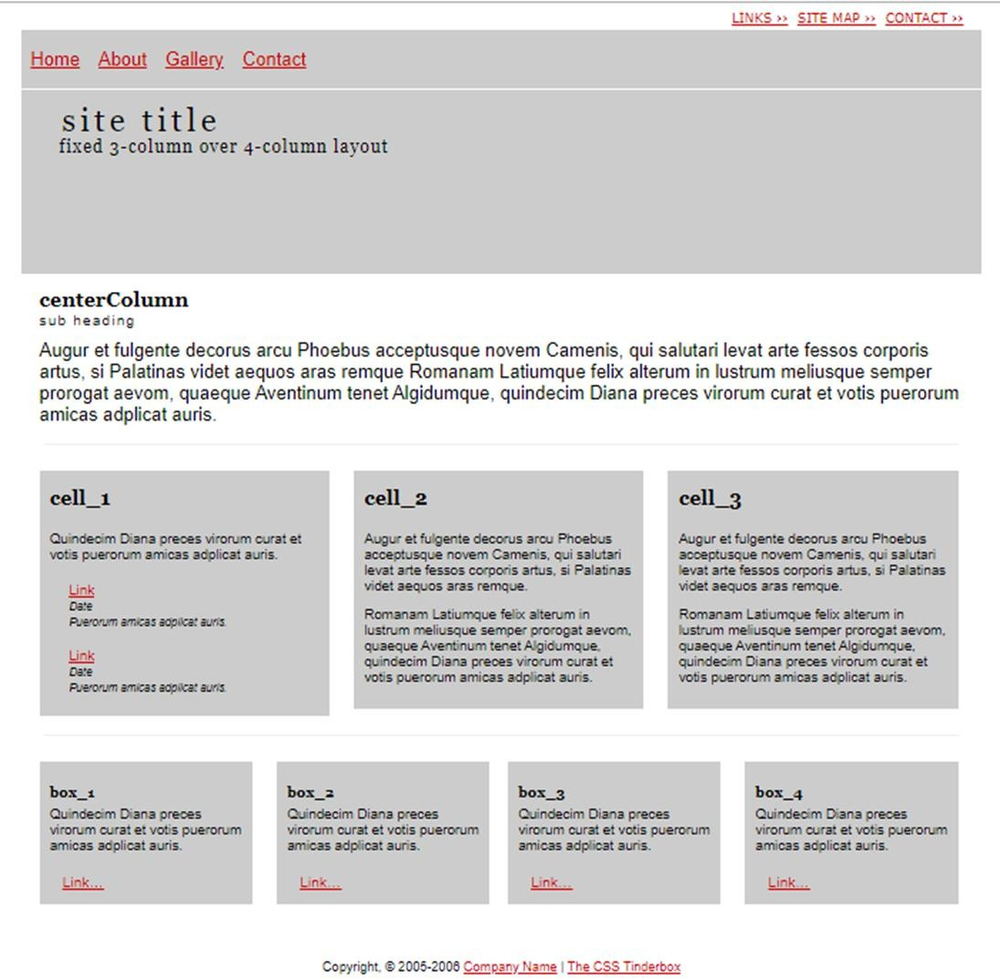 LINKS ›› SITE MAP ›› CONTACT ››
Home About Gallery Contact
site title
fixed 3-column over 4-column layout
centerColumn
sub heading
Augur et fulgente decorus arcu Phoebus acceptusque novem Camenis, qui salutari levat arte fessos corporis
artus, si Palatinas videt aequos aras remque Romanam Latiumque felix alterum in lustrum meliusque semper
prorogat aevom, quaeque Aventinum tenet Algidumque, quindecim Diana preces virorum curat et votis puerorum
amicas adplicat auris.
cell_1
Quindecim Diana preces virorum curat et
votis puerorum amicas adplicat auris.
Link
Date
Puerorum amicas adplicat auris.
Link
Date
Puerorum amicas adplicat auris.
cell_2
Augur et fulgente decorus arcu Phoebus
acceptusque novem Camenis, qui salutari
levat arte fessos corporis artus, si Palatinas
videt aequos aras remque.
Romanam Latiumque felix alterum in
lustrum meliusque semper prorogat aevom,
quaeque Aventinum tenet Algidumque,
quindecim Diana preces virorum curat et
votis puerorum amicas adplicat auris.
cell_3
Augur et fulgente decorus arcu Phoebus
acceptusque novem Camenis, qui salutari
levat arte fessos corporis artus, si Palatinas
videt aequos aras remque.
Romanam Latiumque felix alterum in
lustrum meliusque semper prorogat aevom,
quaeque Aventinum tenet Algidumque,
quindecim Diana preces virorum curat et
votis puerorum amicas adplicat auris.
box_1
Quindecim Diana preces
virorum curat et votis puerorum
amicas adplicat auris.
Link...
box_2
Quindecim Diana preces
virorum curat et votis puerorum
amicas adplicat auris.
Link...
box_3
Quindecim Diana preces
virorum curat et votis puerorum
amicas adplicat auris.
Link...
box_4
Quindecim Diana preces
virorum curat et votis puerorum
amicas adplicat auris.
Link...
Copyright, © 2005-2006 Company Name | The CSS Tinderbox